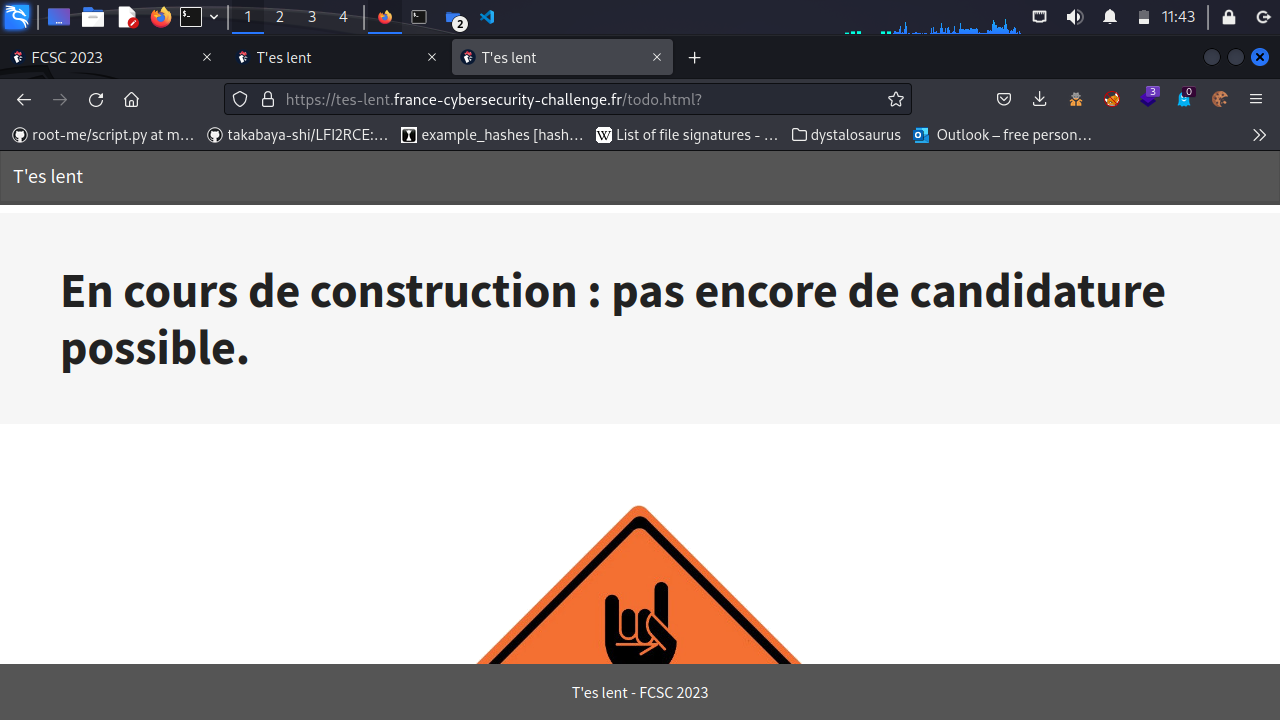 1 2 3 4 2 11:43
FCSC 2023 T'es lent T'es lent
https://tes-lent.france-cybersecurity-challenge.fr/todo.html? 3 0
root-me/script.py at m… takabaya-shi/LFI2RCE:… example_hashes [hash… W List of file signatures - … dystalosaurus Outlook – free person…
T'es lent
En cours de construction : pas encore de candidature
possible.
T'es lent - FCSC 2023